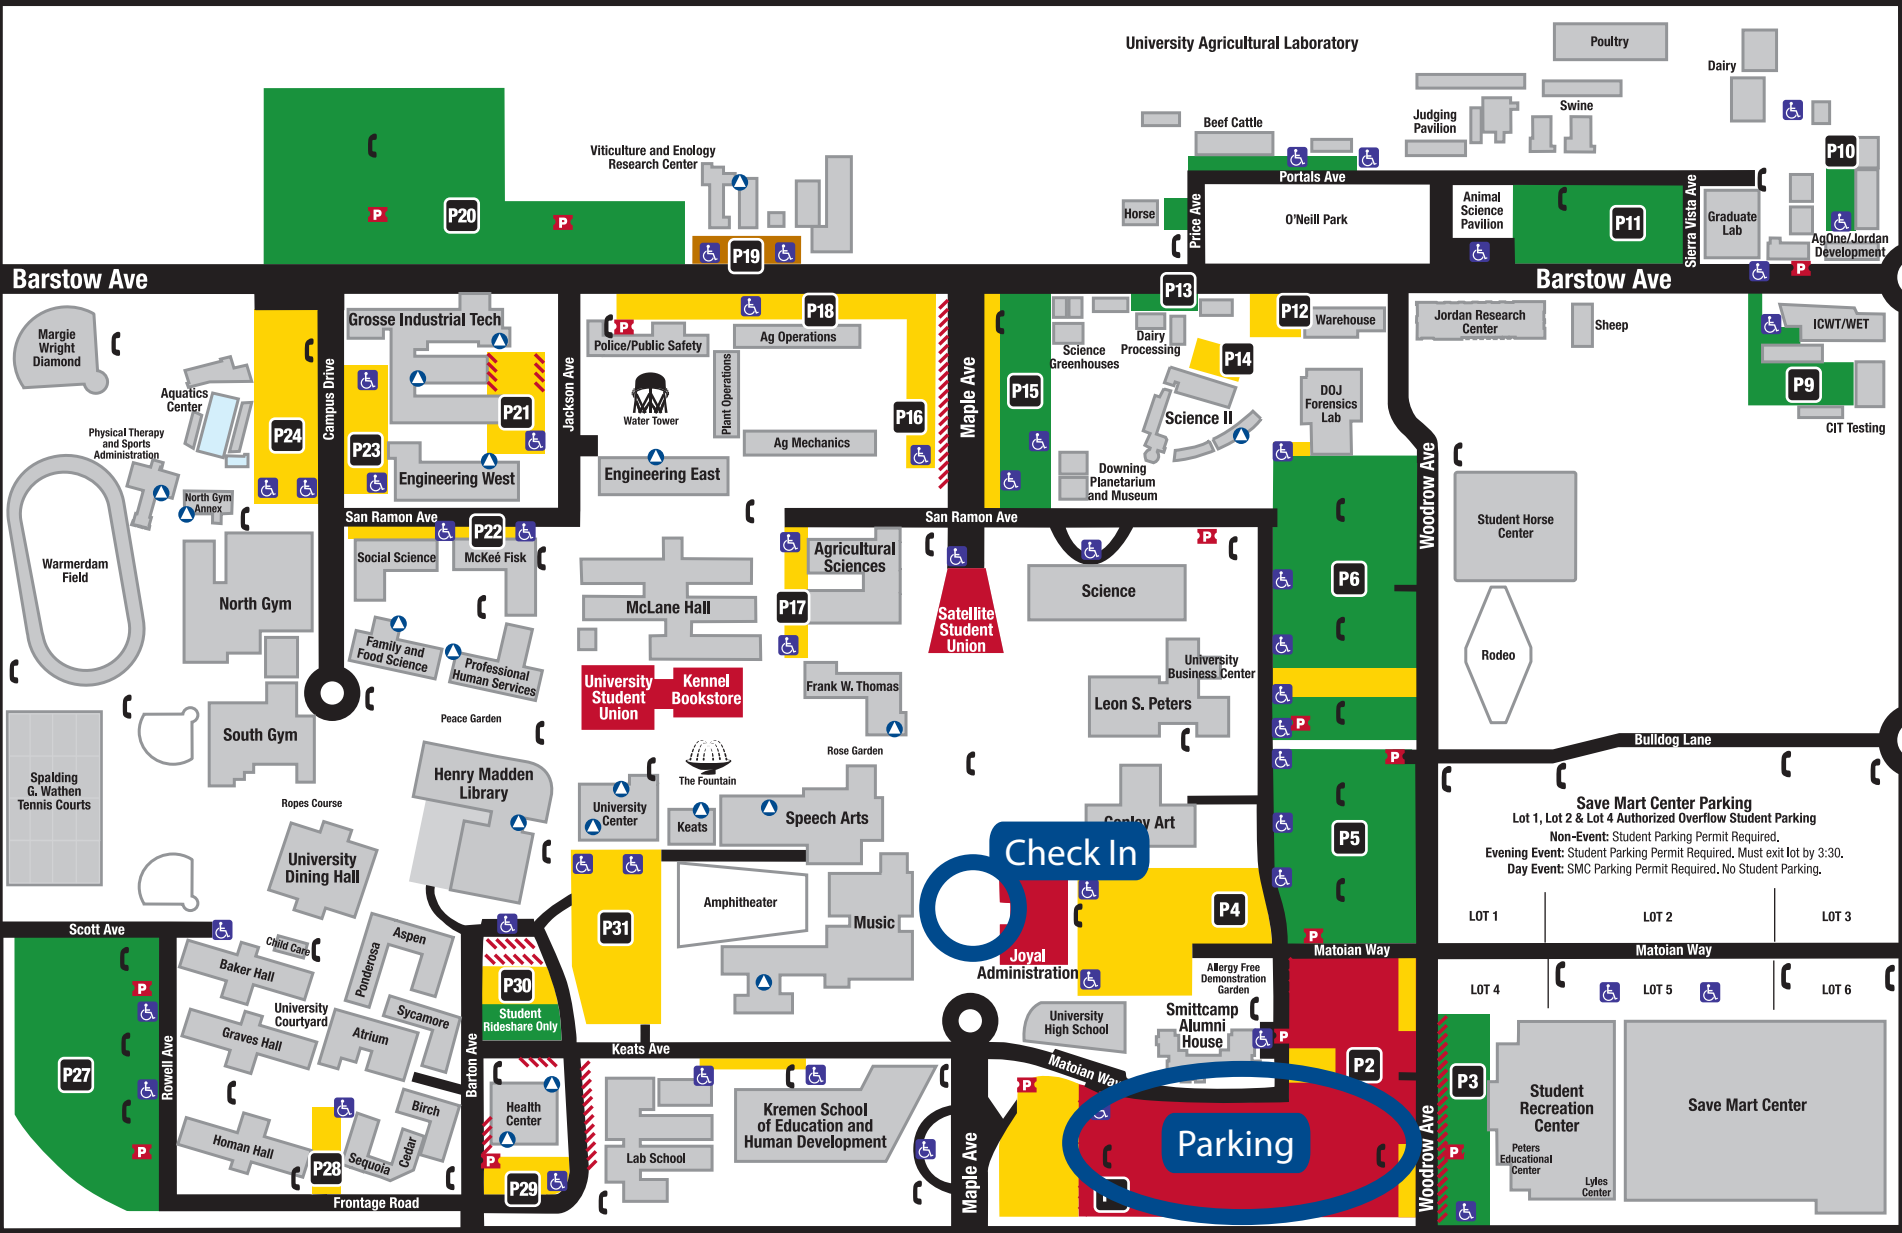 University Agricultural Laboratory
Poultry
Dairy
Swine
Judging
Pavilion
Beef Cattle
P10
Viticulture and Enology
Research Center
P
P20
P
P19
Horse
Price Ave
Portals Ave
O'Neill Park
Animal
Science
Pavilion
P11
Sierra Vista Ave
Graduate
Lab
AgOne/Jordan
Development
P
Barstow Ave
Barstow Ave
Margie
Wright
Diamond
Grosse Industrial Tech
P18
P
Police/Public Safety
Ag Operations
P13
P12
Warehouse
Jordan Research
Center
Sheep
ICWT/WET
Science
Greenhouses
Dairy
Processing
P14
Aquatics
Center
Campus Drive
Jackson Ave
Plant Operations
Maple Ave
P15
DOJ
Forensics
Lab
P9
P21
Water Tower
P16
Science II
CIT Testing
P24
P23
Physical Therapy
and Sports
Administration
Ag Mechanics
Engineering West
Engineering East
Downing
Planetarium
and Museum
Woodrow Ave
North Gym
Annex
San Ramon Ave
San Ramon Ave
P22
Student Horse
Center
P
Social Science
McKee Fisk
Agricultural
Sciences
Warmerdam
Field
North Gym
McLane Hall
P17
Science
P6
Satellite
Student
Union
Family and
Food Science
Professional
Human Services
Rodeo
University
Business Center
University
Student
Union
Kennel
Bookstore
Frank W. Thomas
Leon S. Peters
Peace Garden
P
South Gym
Rose Garden
Bulldog Lane
P
Spalding
G. Wathen
Tennis Courts
Henry Madden
Library
The Fountain
Ropes Course
University
Center
Keats
Speech Arts
Conley Art
Check In
P5
Save Mart Center Parking
Lot 1, Lot 2 & Lot 4 Authorized Overflow Student Parking
Non-Event: Student Parking Permit Required.
Evening Event: Student Parking Permit Required. Must exit lot by 3:30.
Day Event: SMC Parking Permit Required. No Student Parking.
University
Dining Hall
P31
Amphitheater
Music
P4
LOT 1
LOT 2
LOT 3
Scott Ave
Child Care
Aspen
Ponderosa
Baker Hall
Joyal
Administration
P
Matoian Way
Matoian Way
P
P30
Student
Rideshare Only
Allergy Free
Demonstration
Garden
LOT 4
LOT 5
LOT 6
University
Courtyard
Sycamore
Graves Hall
Atrium
University
High School
Smittcamp
Alumni
House
P
Rowell Ave
Barton Ave
Keats Ave
Matoian Way
P2
P27
P
P3
Birch
Health
Center
Kremen School
of Education and
Human Development
Parking
Woodrow Ave
Student
Recreation
Center
Save Mart Center
Homan Hall
Sequoia
Cedar
P
Lab School
Maple Ave
P
Peters
Educational
Center
P
P28
P29
Lyles
Center
Frontage Road